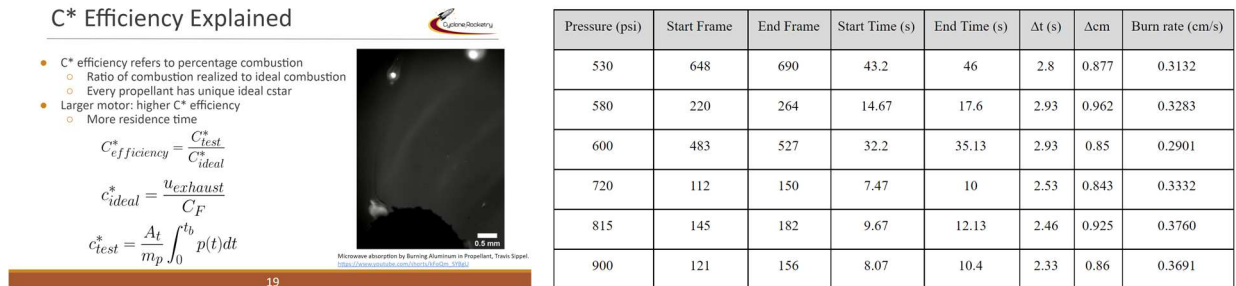 C* Efficiency Explained
Cyclone Rocketry
● C* efficiency refers to percentage combustion
○ Ratio of combustion realized to ideal combustion
○ Every propellant has unique ideal cstar
● Larger motor: higher C* efficiency
○ More residence time
C*efficiency = C*test / C*ideal
c*ideal = uexhaust / CF
c*test = At / mp ∫0^tb p(t)dt
0.5 mm
Microwave absorption by Burning Aluminum in Propellant, Travis Sippel.
19
Pressure (psi) Start Frame End Frame Start Time (s) End Time (s) Δt (s) Δcm Burn rate (cm/s)
530 648 690 43.2 46 2.8 0.877 0.3132
580 220 264 14.67 17.6 2.93 0.962 0.3283
600 483 527 32.2 35.13 2.93 0.85 0.2901
720 112 150 7.47 10 2.53 0.843 0.3332
815 145 182 9.67 12.13 2.46 0.925 0.3760
900 121 156 8.07 10.4 2.33 0.86 0.3691